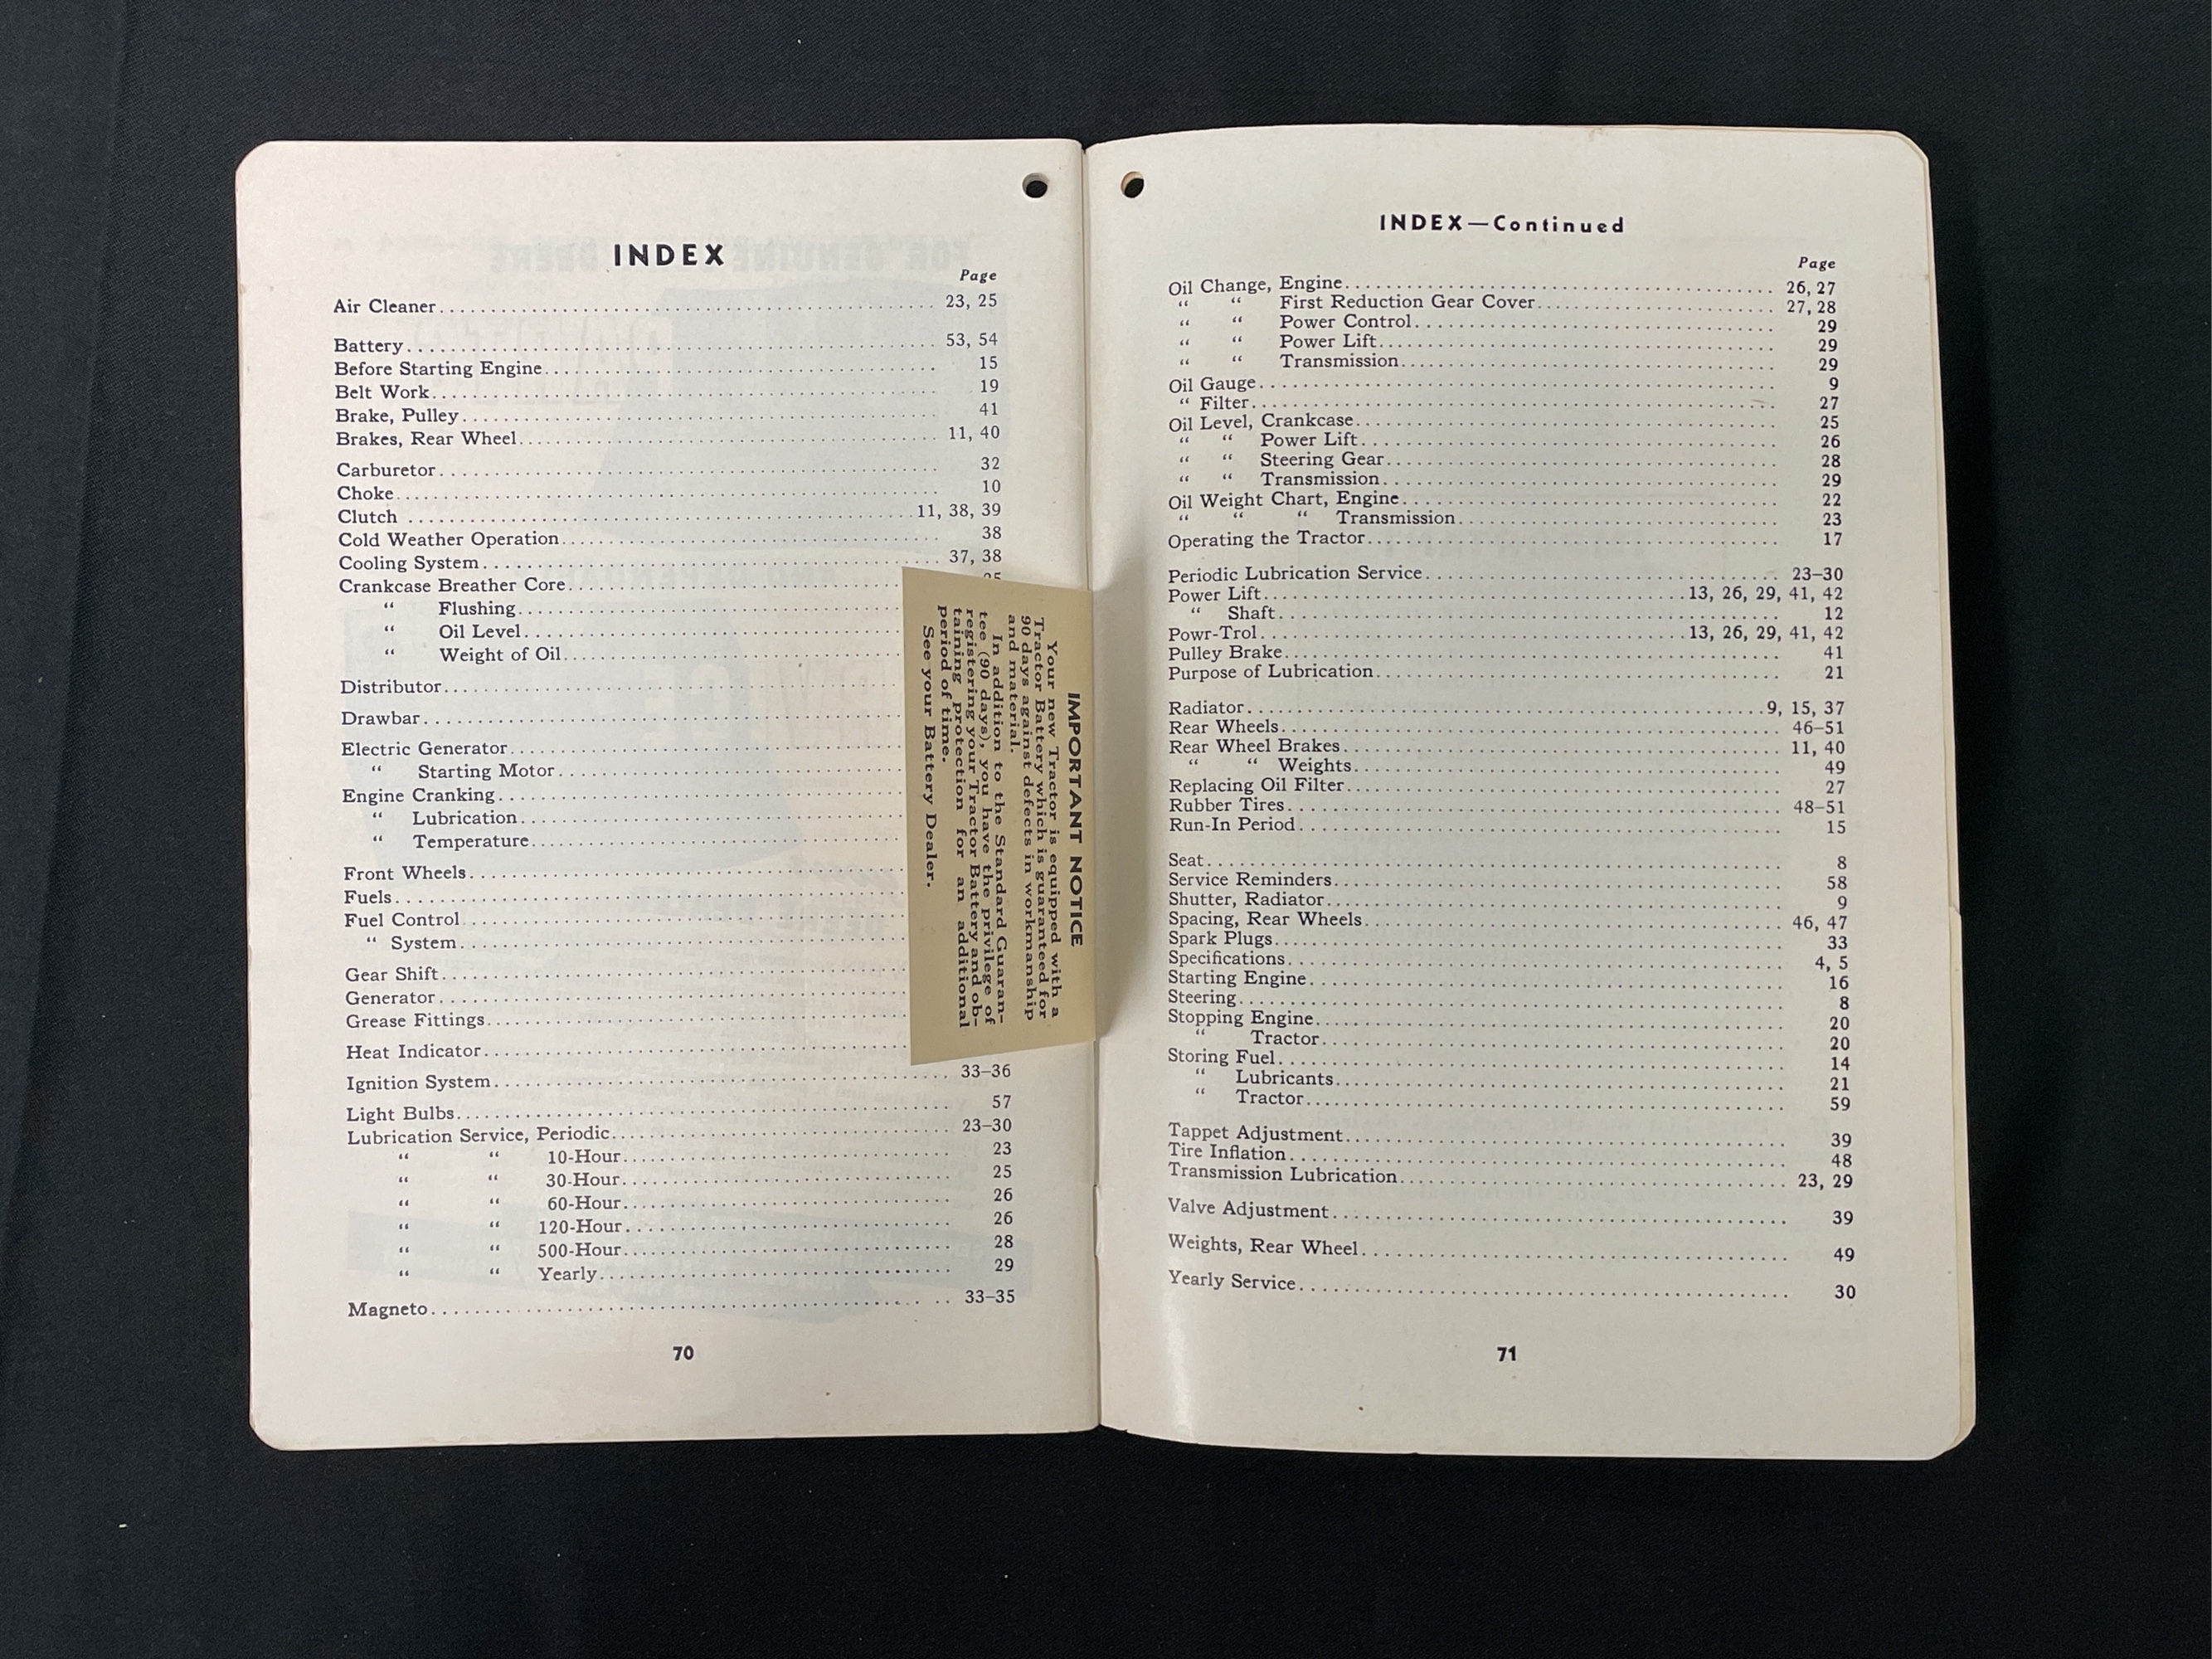 INDEX
Page
Air Cleaner 23, 25
Battery 53, 54
Before Starting Engine 15
Belt Work 19
Brake, Pulley 41
Brakes, Rear Wheel 11, 40
Carburetor 32
Choke 10
Clutch 11, 38, 39
Cold Weather Operation 38
Cooling System 37, 38
Crankcase Breather Core
“ Flushing
“ Oil Level
“ Weight of Oil
Distributor
Drawbar
Electric Generator
“ Starting Motor
Engine Cranking
“ Lubrication
“ Temperature
Front Wheels
Fuels
Fuel Control
“ System
Gear Shift
Generator
Grease Fittings
Heat Indicator
Ignition System 33–36
Light Bulbs 57
Lubrication Service, Periodic 23–30
“ “ 10-Hour 23
“ “ 30-Hour 25
“ “ 60-Hour 26
“ “ 120-Hour 26
“ “ 500-Hour 28
“ “ Yearly 29
Magneto 33–35
70
IMPORTANT NOTICE
Your new Tractor is equipped with a
Tractor Battery which is guaranteed for
90 days against defects in workmanship
and material.
In addition to the Standard Guaran-
tee (90 days), you have the privilege of
registering your Tractor Battery and ob-
taining protection for an additional
period of time.
See your Battery Dealer.
INDEX—Continued
Page
Oil Change, Engine 26, 27
“ “ First Reduction Gear Cover 27, 28
“ “ Power Control 29
“ “ Power Lift 29
“ “ Transmission 29
Oil Gauge 9
“ Filter 27
Oil Level, Crankcase 25
“ “ Power Lift 26
“ “ Steering Gear 28
“ “ Transmission 29
Oil Weight Chart, Engine 22
“ “ “ Transmission 23
Operating the Tractor 17
Periodic Lubrication Service 23–30
Power Lift 13, 26, 29, 41, 42
“ Shaft 12
Powr-Trol 13, 26, 29, 41, 42
Pulley Brake 41
Purpose of Lubrication 21
Radiator 9, 15, 37
Rear Wheels 46–51
Rear Wheel Brakes 11, 40
“ “ Weights 49
Replacing Oil Filter 27
Rubber Tires 48–51
Run-In Period 15
Seat 8
Service Reminders 58
Shutter, Radiator 9
Spacing, Rear Wheels 46, 47
Spark Plugs 33
Specifications 4, 5
Starting Engine 16
Steering 8
Stopping Engine 20
“ Tractor 20
Storing Fuel 14
“ Lubricants 21
“ Tractor 59
Tappet Adjustment 39
Tire Inflation 48
Transmission Lubrication 23, 29
Valve Adjustment 39
Weights, Rear Wheel 49
Yearly Service 30
71